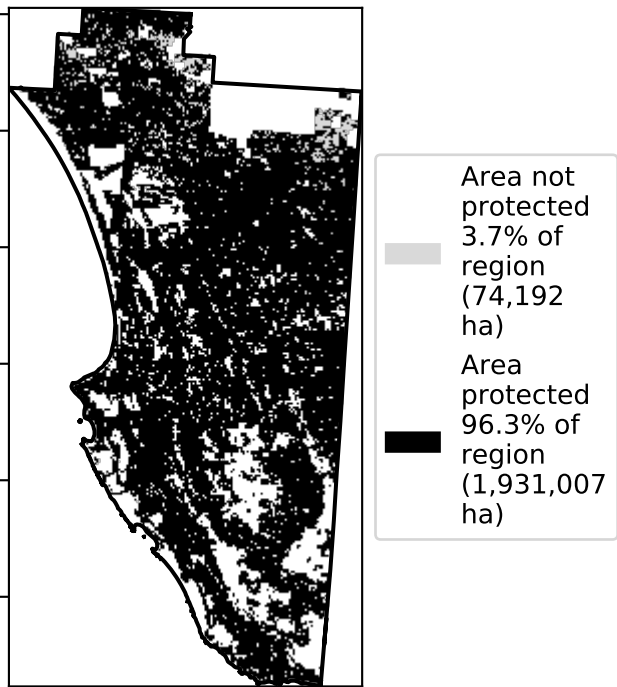 Area not
protected
3.7% of
region
(74,192
ha)
Area
protected
96.3% of
region
(1,931,007
ha)